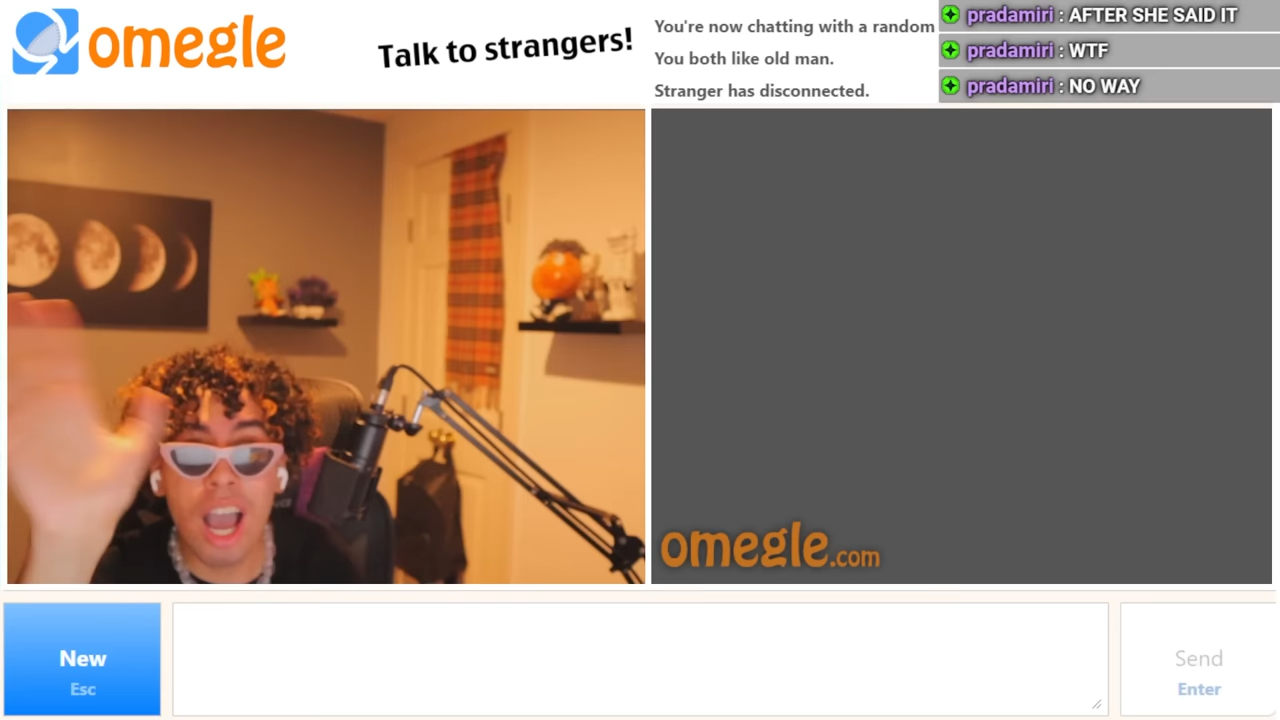 omegle
Talk to strangers!
You're now chatting with a random
You both like old man.
Stranger has disconnected.
pradamiri : AFTER SHE SAID IT
pradamiri : WTF
pradamiri : NO WAY
omegle.com
New
Esc
Send
Enter